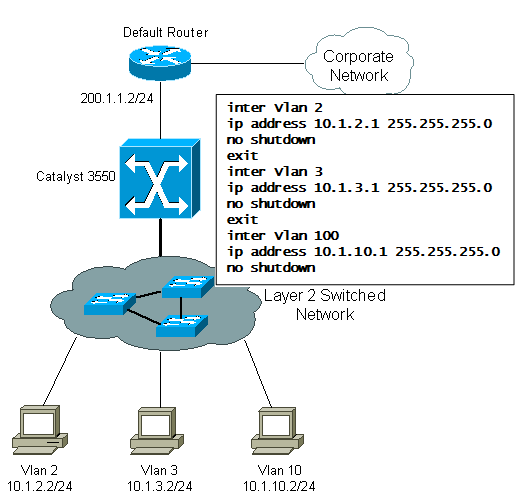 Default Router
Corporate
Network
200.1.1.2/24
Catalyst 3550
inter Vlan 2
ip address 10.1.2.1 255.255.255.0
no shutdown
exit
inter Vlan 3
ip address 10.1.3.1 255.255.255.0
no shutdown
exit
inter Vlan 100
ip address 10.1.10.1 255.255.255.0
no shutdown
Layer 2 Switched
Network
Vlan 2
10.1.2.2/24
Vlan 3
10.1.3.2/24
Vlan 10
10.1.10.2/24